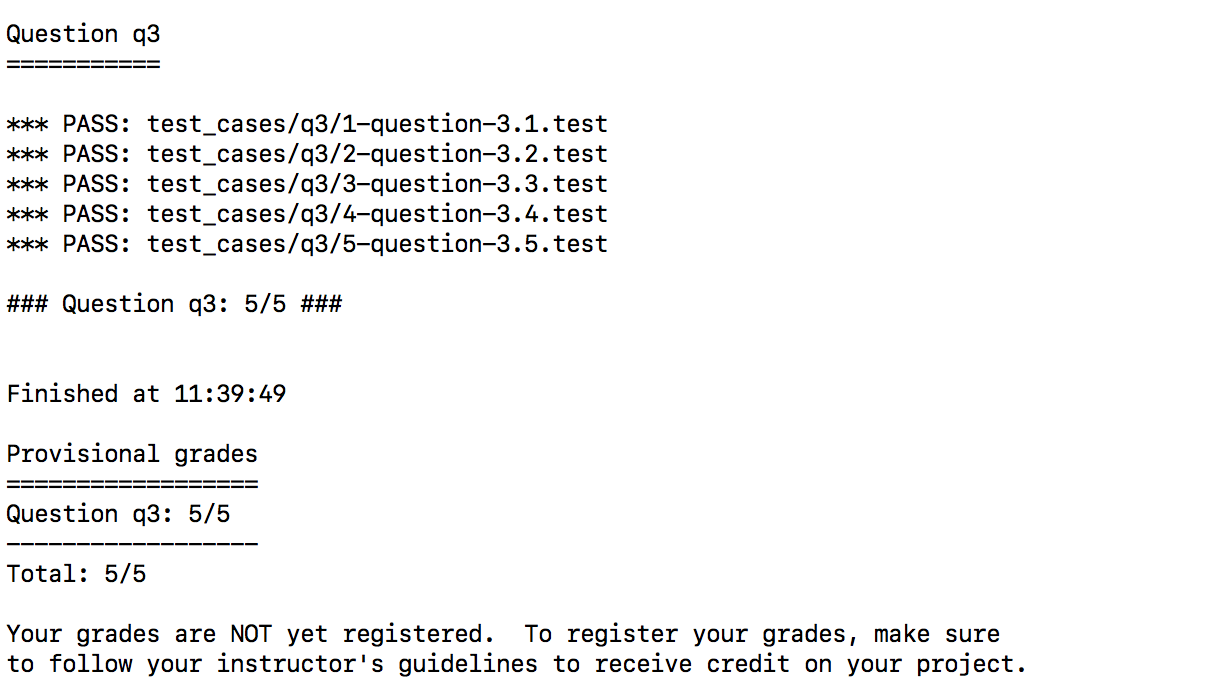 Question q3
===========
*** PASS: test_cases/q3/1-question-3.1.test
*** PASS: test_cases/q3/2-question-3.2.test
*** PASS: test_cases/q3/3-question-3.3.test
*** PASS: test_cases/q3/4-question-3.4.test
*** PASS: test_cases/q3/5-question-3.5.test
### Question q3: 5/5 ###
Finished at 11:39:49
Provisional grades
==================
Question q3: 5/5
------------------
Total: 5/5
Your grades are NOT yet registered.  To register your grades, make sure
to follow your instructor's guidelines to receive credit on your project.